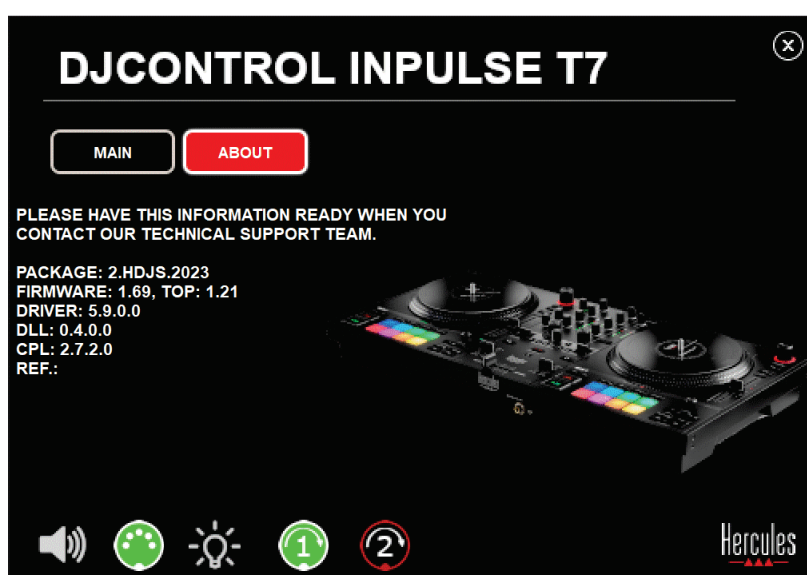 DJCONTROL INPULSE T7
MAIN
ABOUT
PLEASE HAVE THIS INFORMATION READY WHEN YOU
CONTACT OUR TECHNICAL SUPPORT TEAM.
PACKAGE: 2.HDJS.2023
FIRMWARE: 1.69, TOP: 1.21
DRIVER: 5.9.0.0
DLL: 0.4.0.0
CPL: 2.7.2.0
REF.:
1
2
Hercules